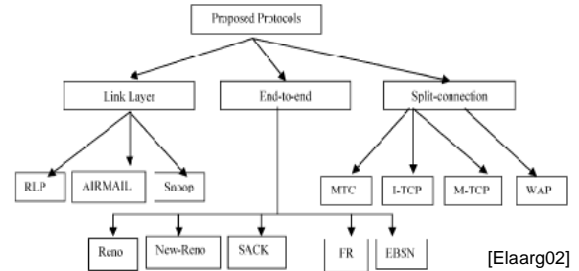 Proposed Protocols
Link Layer
End-to-end
Split-connection
RLP
AIRMAIL
Snoop
MTC
I-TCP
M-TCP
WAP
Reno
New-Reno
SACK
FR
EBSN
[Elaarg02]